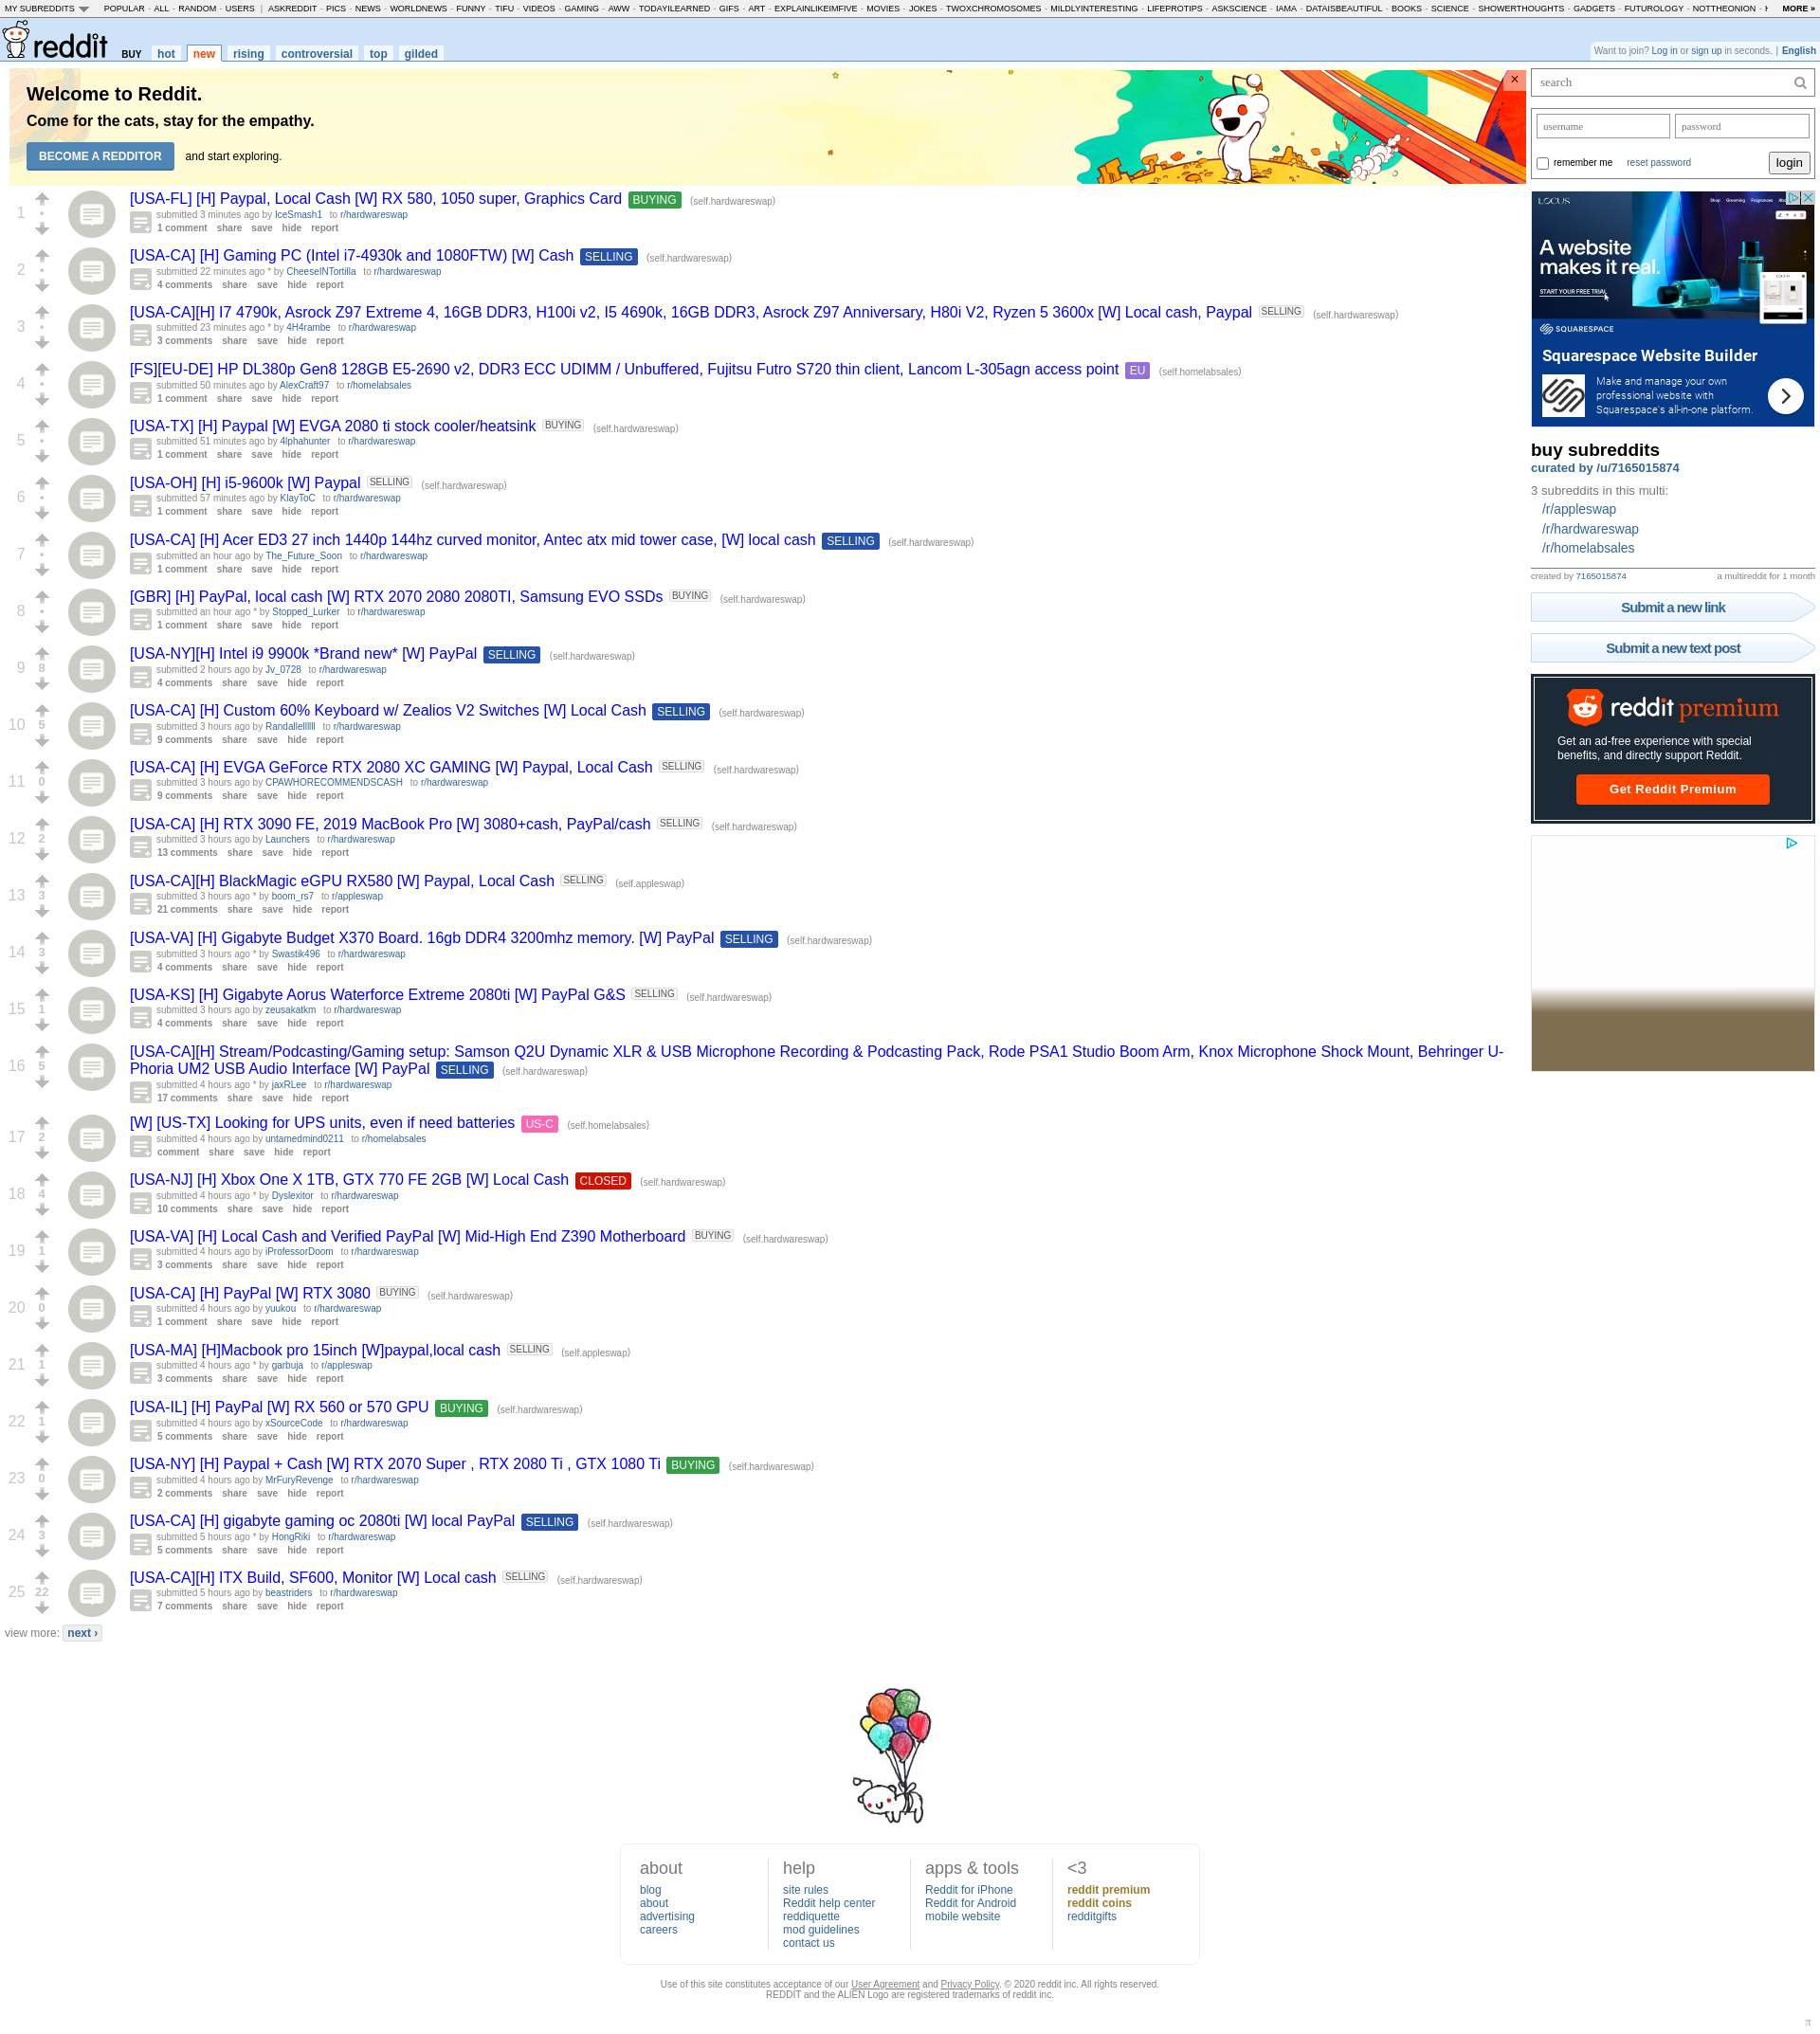 MY SUBREDDITS POPULAR - ALL - RANDOM - USERS | ASKREDDIT - PICS - NEWS - WORLDNEWS - FUNNY - TIFU - VIDEOS - GAMING - AWW - TODAYILEARNED - GIFS - ART - EXPLAINLIKEIMFIVE - MOVIES - JOKES - TWOXCHROMOSOMES - MILDLYINTERESTING - LIFEPROTIPS - ASKSCIENCE - IAMA - DATAISBEAUTIFUL - BOOKS - SCIENCE - SHOWERTHOUGHTS - GADGETS - FUTUROLOGY - NOTTHEONION - MORE »
reddit BUY hot new rising controversial top gilded
Want to join? Log in or sign up in seconds. | English
Welcome to Reddit.
Come for the cats, stay for the empathy.
BECOME A REDDITOR and start exploring.
×
1 [USA-FL] [H] Paypal, Local Cash [W] RX 580, 1050 super, Graphics Card BUYING (self.hardwareswap)
submitted 3 minutes ago by IceSmash1 to r/hardwareswap
1 comment share save hide report
2 [USA-CA] [H] Gaming PC (Intel i7-4930k and 1080FTW) [W] Cash SELLING (self.hardwareswap)
submitted 22 minutes ago * by CheeseINTortilla to r/hardwareswap
4 comments share save hide report
3 [USA-CA][H] I7 4790k, Asrock Z97 Extreme 4, 16GB DDR3, H100i v2, I5 4690k, 16GB DDR3, Asrock Z97 Anniversary, H80i V2, Ryzen 5 3600x [W] Local cash, Paypal SELLING (self.hardwareswap)
submitted 23 minutes ago * by 4H4rambe to r/hardwareswap
3 comments share save hide report
4 [FS][EU-DE] HP DL380p Gen8 128GB E5-2690 v2, DDR3 ECC UDIMM / Unbuffered, Fujitsu Futro S720 thin client, Lancom L-305agn access point EU (self.homelabsales)
submitted 50 minutes ago by AlexCraft97 to r/homelabsales
1 comment share save hide report
5 [USA-TX] [H] Paypal [W] EVGA 2080 ti stock cooler/heatsink BUYING (self.hardwareswap)
submitted 51 minutes ago by 4lphahunter to r/hardwareswap
1 comment share save hide report
6 [USA-OH] [H] i5-9600k [W] Paypal SELLING (self.hardwareswap)
submitted 57 minutes ago by KlayToC to r/hardwareswap
1 comment share save hide report
7 [USA-CA] [H] Acer ED3 27 inch 1440p 144hz curved monitor, Antec atx mid tower case, [W] local cash SELLING (self.hardwareswap)
submitted an hour ago by The_Future_Soon to r/hardwareswap
1 comment share save hide report
8 [GBR] [H] PayPal, local cash [W] RTX 2070 2080 2080TI, Samsung EVO SSDs BUYING (self.hardwareswap)
submitted an hour ago * by Stopped_Lurker to r/hardwareswap
1 comment share save hide report
9 8 [USA-NY][H] Intel i9 9900k *Brand new* [W] PayPal SELLING (self.hardwareswap)
submitted 2 hours ago by Jv_0728 to r/hardwareswap
4 comments share save hide report
10 5 [USA-CA] [H] Custom 60% Keyboard w/ Zealios V2 Switches [W] Local Cash SELLING (self.hardwareswap)
submitted 3 hours ago by Randallellllll to r/hardwareswap
9 comments share save hide report
11 0 [USA-CA] [H] EVGA GeForce RTX 2080 XC GAMING [W] Paypal, Local Cash SELLING (self.hardwareswap)
submitted 3 hours ago by CPAWHORECOMMENDSCASH to r/hardwareswap
9 comments share save hide report
12 2 [USA-CA] [H] RTX 3090 FE, 2019 MacBook Pro [W] 3080+cash, PayPal/cash SELLING (self.hardwareswap)
submitted 3 hours ago by Launchers to r/hardwareswap
13 comments share save hide report
13 3 [USA-CA][H] BlackMagic eGPU RX580 [W] Paypal, Local Cash SELLING (self.appleswap)
submitted 3 hours ago * by boom_rs7 to r/appleswap
21 comments share save hide report
14 3 [USA-VA] [H] Gigabyte Budget X370 Board. 16gb DDR4 3200mhz memory. [W] PayPal SELLING (self.hardwareswap)
submitted 3 hours ago * by Swastik496 to r/hardwareswap
4 comments share save hide report
15 1 [USA-KS] [H] Gigabyte Aorus Waterforce Extreme 2080ti [W] PayPal G&S SELLING (self.hardwareswap)
submitted 3 hours ago by zeusakatkm to r/hardwareswap
4 comments share save hide report
16 5 [USA-CA][H] Stream/Podcasting/Gaming setup: Samson Q2U Dynamic XLR & USB Microphone Recording & Podcasting Pack, Rode PSA1 Studio Boom Arm, Knox Microphone Shock Mount, Behringer U-
Phoria UM2 USB Audio Interface [W] PayPal SELLING (self.hardwareswap)
submitted 4 hours ago * by jaxRLee to r/hardwareswap
17 comments share save hide report
17 2 [W] [US-TX] Looking for UPS units, even if need batteries US-C (self.homelabsales)
submitted 4 hours ago by untamedmind0211 to r/homelabsales
comment share save hide report
18 4 [USA-NJ] [H] Xbox One X 1TB, GTX 770 FE 2GB [W] Local Cash CLOSED (self.hardwareswap)
submitted 4 hours ago * by Dyslexitor to r/hardwareswap
10 comments share save hide report
19 1 [USA-VA] [H] Local Cash and Verified PayPal [W] Mid-High End Z390 Motherboard BUYING (self.hardwareswap)
submitted 4 hours ago by iProfessorDoom to r/hardwareswap
3 comments share save hide report
20 0 [USA-CA] [H] PayPal [W] RTX 3080 BUYING (self.hardwareswap)
submitted 4 hours ago by yuukou to r/hardwareswap
1 comment share save hide report
21 1 [USA-MA] [H]Macbook pro 15inch [W]paypal,local cash SELLING (self.appleswap)
submitted 4 hours ago * by garbuja to r/appleswap
3 comments share save hide report
22 1 [USA-IL] [H] PayPal [W] RX 560 or 570 GPU BUYING (self.hardwareswap)
submitted 4 hours ago by xSourceCode to r/hardwareswap
5 comments share save hide report
23 0 [USA-NY] [H] Paypal + Cash [W] RTX 2070 Super , RTX 2080 Ti , GTX 1080 Ti BUYING (self.hardwareswap)
submitted 4 hours ago by MrFuryRevenge to r/hardwareswap
2 comments share save hide report
24 3 [USA-CA] [H] gigabyte gaming oc 2080ti [W] local PayPal SELLING (self.hardwareswap)
submitted 5 hours ago * by HongRiki to r/hardwareswap
5 comments share save hide report
25 22 [USA-CA][H] ITX Build, SF600, Monitor [W] Local cash SELLING (self.hardwareswap)
submitted 5 hours ago by beastriders to r/hardwareswap
7 comments share save hide report
view more: next ›
search
username password
remember me reset password login
LOCUS
A website
makes it real.
START YOUR FREE TRIAL
SQUARESPACE
Squarespace Website Builder
Make and manage your own
professional website with
Squarespace's all-in-one platform.
buy subreddits
curated by /u/7165015874
3 subreddits in this multi:
/r/appleswap
/r/hardwareswap
/r/homelabsales
created by 7165015874 a multireddit for 1 month
Submit a new link
Submit a new text post
reddit premium
Get an ad-free experience with special
benefits, and directly support Reddit.
Get Reddit Premium
about
blog
about
advertising
careers
help
site rules
Reddit help center
reddiquette
mod guidelines
contact us
apps & tools
Reddit for iPhone
Reddit for Android
mobile website
<3
reddit premium
reddit coins
redditgifts
Use of this site constitutes acceptance of our User Agreement and Privacy Policy. © 2020 reddit inc. All rights reserved.
REDDIT and the ALIEN Logo are registered trademarks of reddit inc.
π